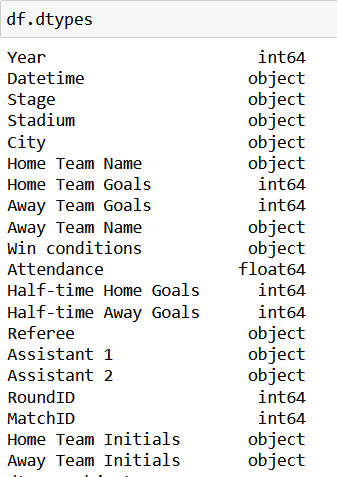 df.dtypes
Year int64
Datetime object
Stage object
Stadium object
City object
Home Team Name object
Home Team Goals int64
Away Team Goals int64
Away Team Name object
Win conditions object
Attendance float64
Half-time Home Goals int64
Half-time Away Goals int64
Referee object
Assistant 1 object
Assistant 2 object
RoundID int64
MatchID int64
Home Team Initials object
Away Team Initials object